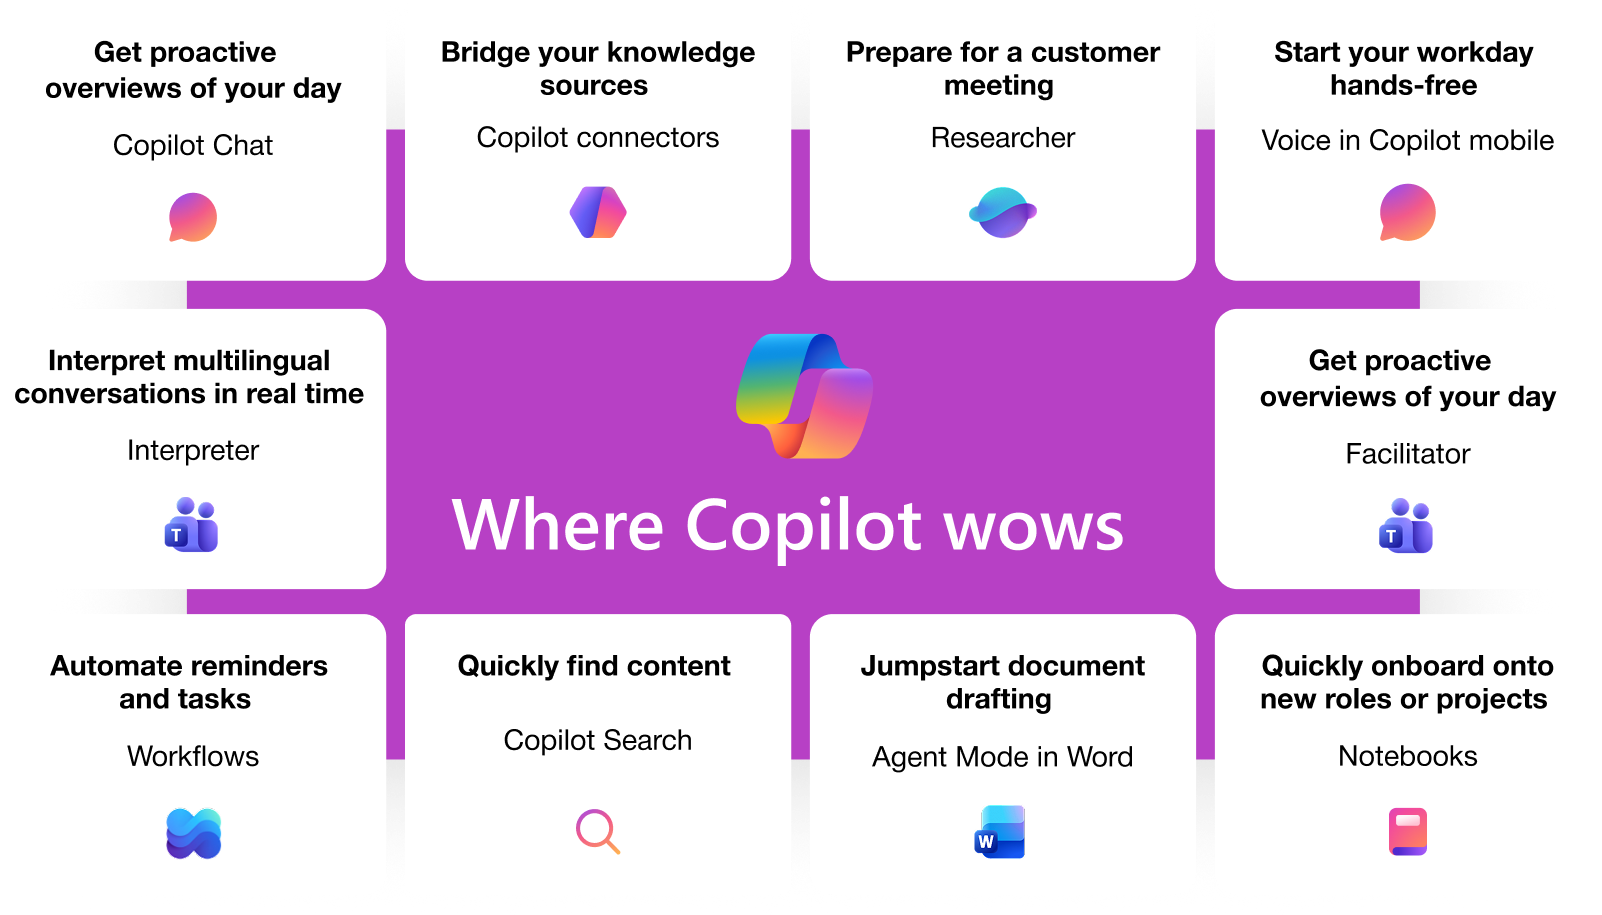 Get proactive
overviews of your day
Copilot Chat
Bridge your knowledge
sources
Copilot connectors
Prepare for a customer
meeting
Researcher
Start your workday
hands-free
Voice in Copilot mobile
Interpret multilingual
conversations in real time
Interpreter
T
Where Copilot wows
Get proactive
overviews of your day
Facilitator
T
Automate reminders
and tasks
Workflows
Quickly find content
Copilot Search
Jumpstart document
drafting
Agent Mode in Word
W
Quickly onboard onto
new roles or projects
Notebooks